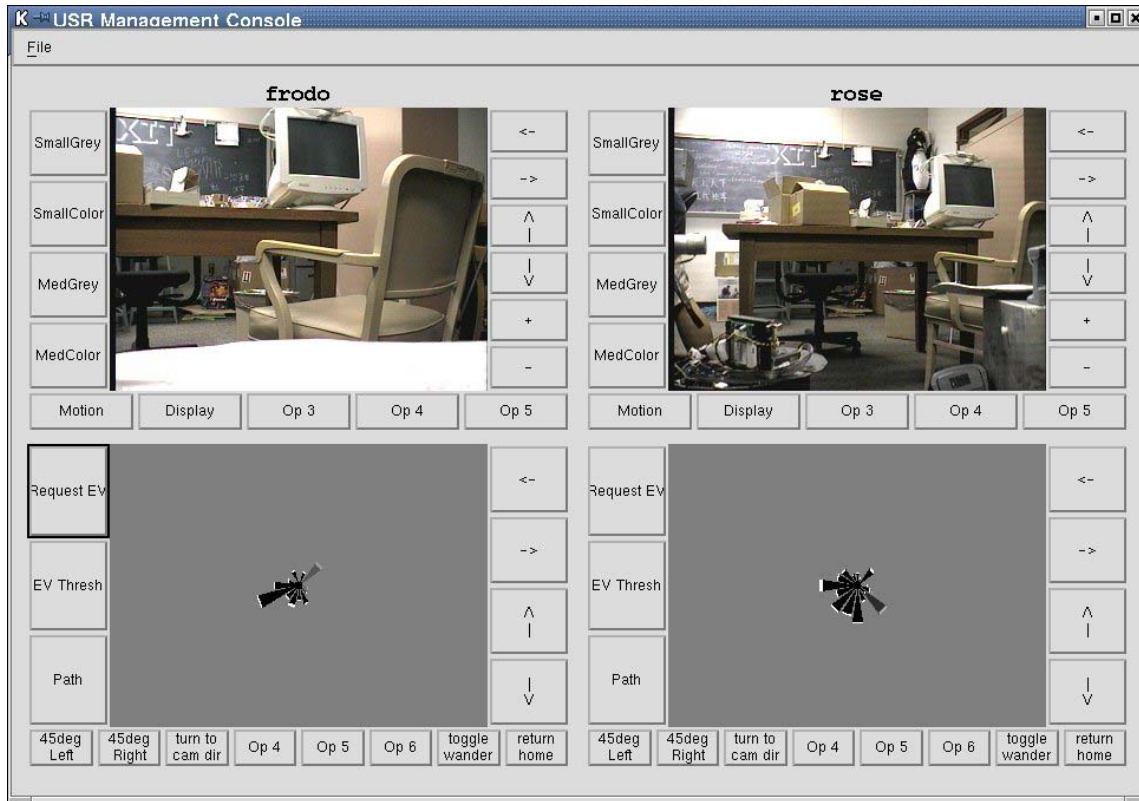 USR Management Console
File
frodo
SmallGrey
SmallColor
MedGrey
MedColor
<-
->
^
|
|
v
+
-
Motion Display Op 3 Op 4 Op 5
EXIT
rose
SmallGrey
SmallColor
MedGrey
MedColor
<-
->
^
|
|
v
+
-
Motion Display Op 3 Op 4 Op 5
Request EV
EV Thresh
Path
<-
->
^
|
|
v
45deg Left
45deg Right
turn to cam dir
Op 4
Op 5
Op 6
toggle wander
return home
Request EV
EV Thresh
Path
<-
->
^
|
|
v
45deg Left
45deg Right
turn to cam dir
Op 4
Op 5
Op 6
toggle wander
return home